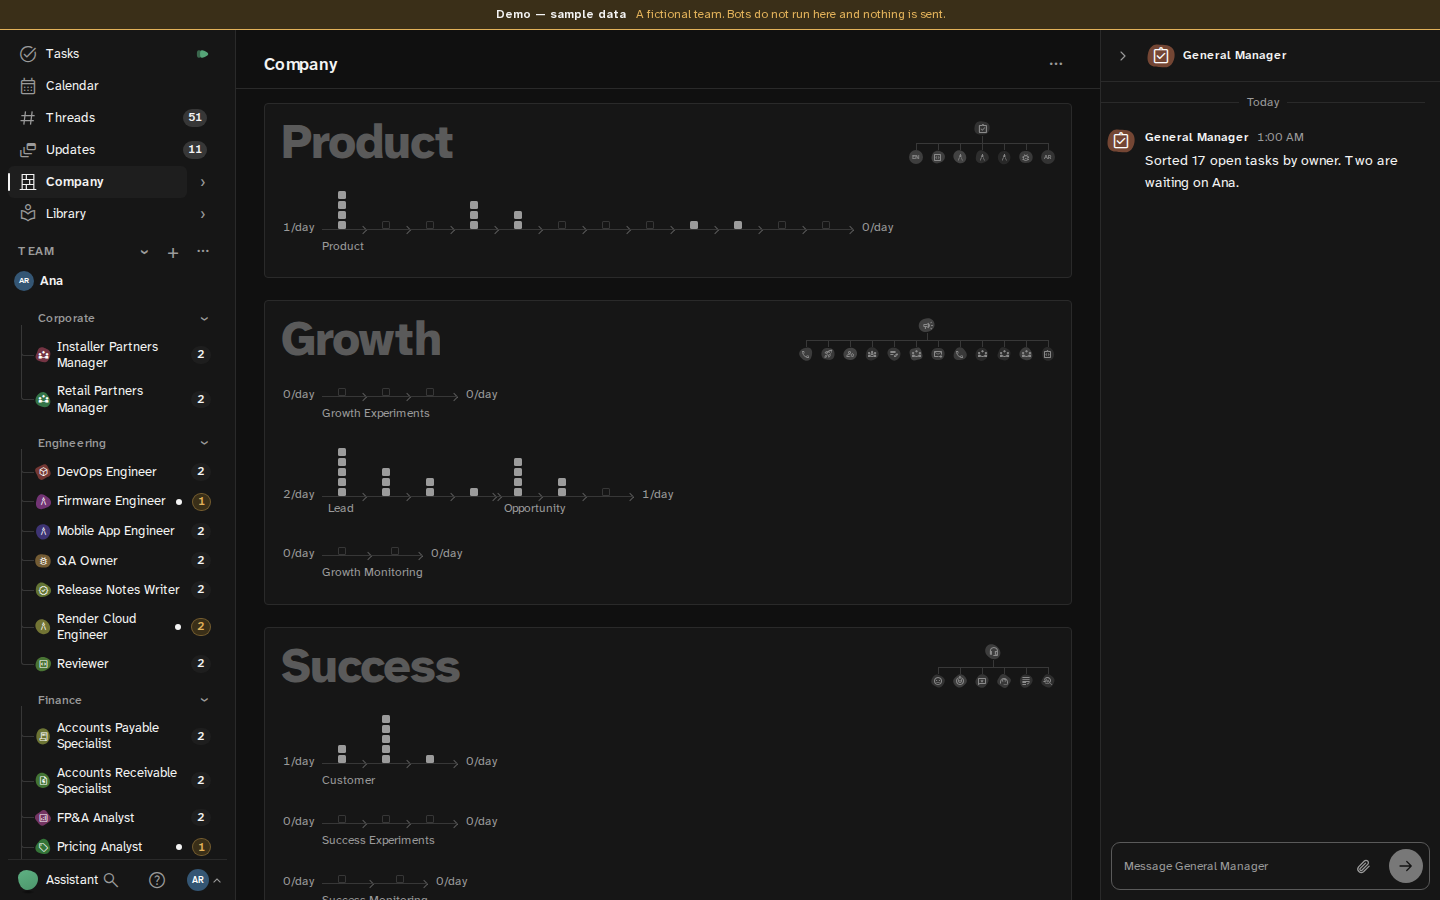 Demo — sample data A fictional team. Bots do not run here and nothing is sent.
Tasks
Calendar
Threads 51
Updates 11
Company
Library
TEAM
AR Ana
Corporate
Installer Partners
Manager 2
Retail Partners
Manager 2
Engineering
DevOps Engineer 2
Firmware Engineer 1
Mobile App Engineer 2
QA Owner 2
Release Notes Writer 2
Render Cloud
Engineer 2
Reviewer 2
Finance
Accounts Payable
Specialist 2
Accounts Receivable
Specialist 2
FP&A Analyst 2
Pricing Analyst 1
Assistant
AR
Company
Product
EN
AR
1/day 0/day
Product
Growth
0/day 0/day
Growth Experiments
2/day 1/day
Lead Opportunity
0/day 0/day
Growth Monitoring
Success
1/day 0/day
Customer
0/day 0/day
Success Experiments
0/day 0/day
Success Monitoring
General Manager
Today
General Manager 1:00 AM
Sorted 17 open tasks by owner. Two are
waiting on Ana.
Message General Manager